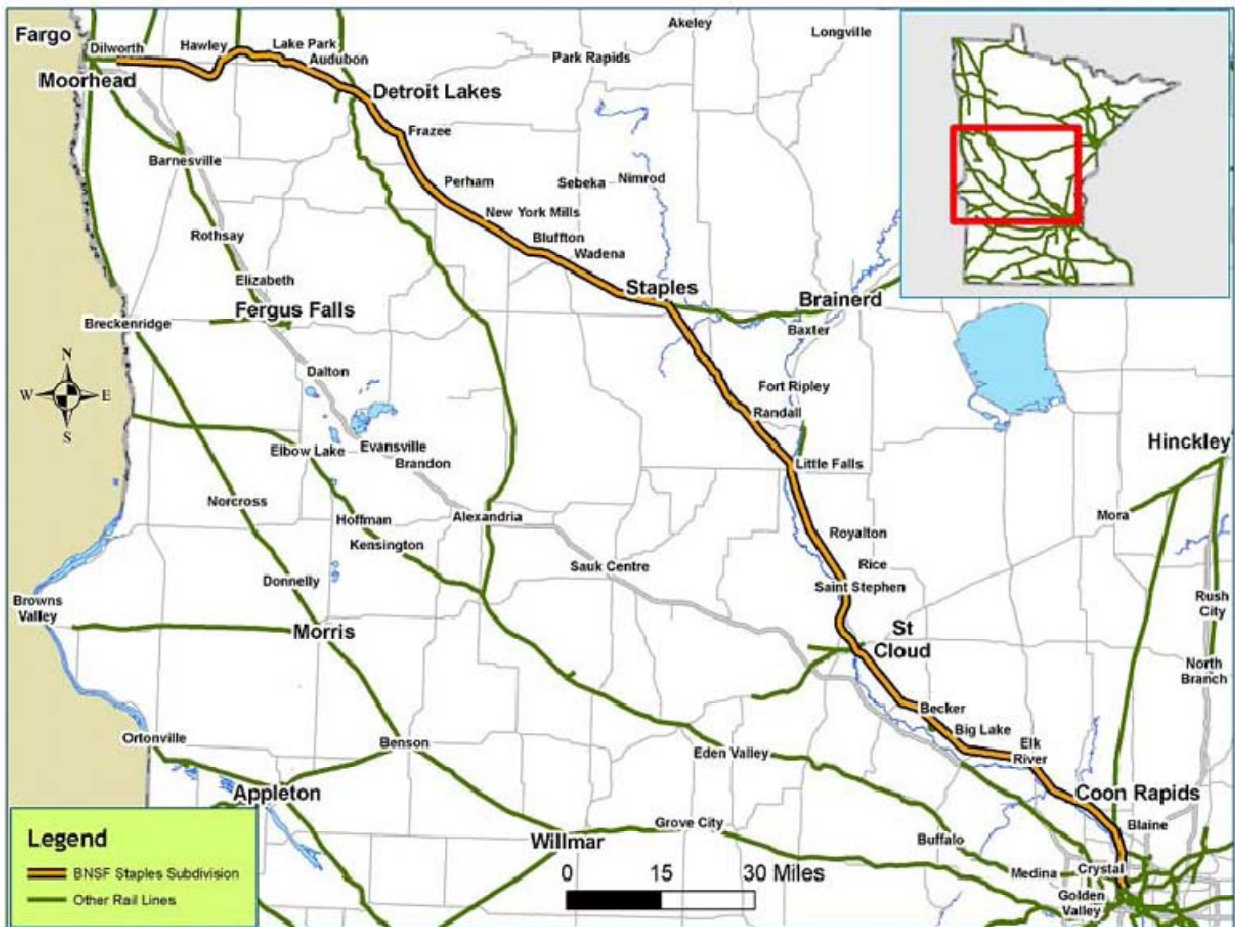 Fargo
Dilworth
Moorhead
Hawley
Lake Park
Audubon
Detroit Lakes
Frazee
Perham
New York Mills
Bluffton
Wadena
Staples
Sebeka
Nimrod
Park Rapids
Akeley
Longville
Brainerd
Baxter
Barnesville
Rothsay
Elizabeth
Fergus Falls
Breckenridge
N
W
E
S
Dalton
Elbow Lake
Evansville
Brandon
Norcross
Hoffman
Kensington
Alexandria
Sauk Centre
Fort Ripley
Randall
Little Falls
Royalton
Rice
Saint Stephen
St
Cloud
Hinckley
Mora
Rush
City
North
Branch
Donnelly
Browns
Valley
Morris
Ortonville
Benson
Appleton
Eden Valley
Grove City
Willmar
Becker
Big Lake
Elk
River
Coon Rapids
Blaine
Buffalo
Medina
Crystal
Golden
Valley
Legend
BNSF Staples Subdivision
Other Rail Lines
0 15 30 Miles